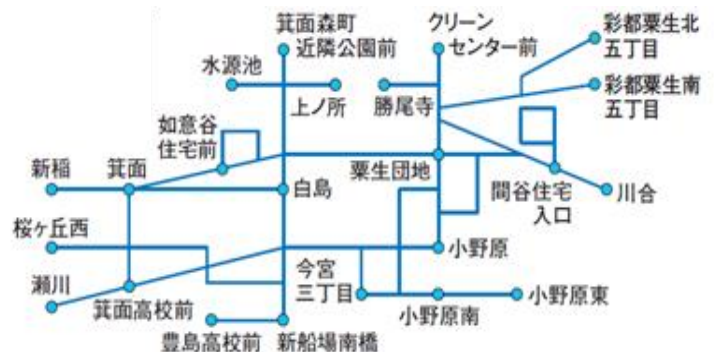 箕面森町
近隣公園前
クリーン
センター前
彩都粟生北
五丁目
水源池
上ノ所
勝尾寺
彩都粟生南
五丁目
如意谷
住宅前
新稲
箕面
白島
粟生団地
間谷住宅
入口
川合
桜ヶ丘西
瀬川
箕面高校前
今宮
三丁目
小野原
小野原南
小野原東
豊島高校前
新船場南橋